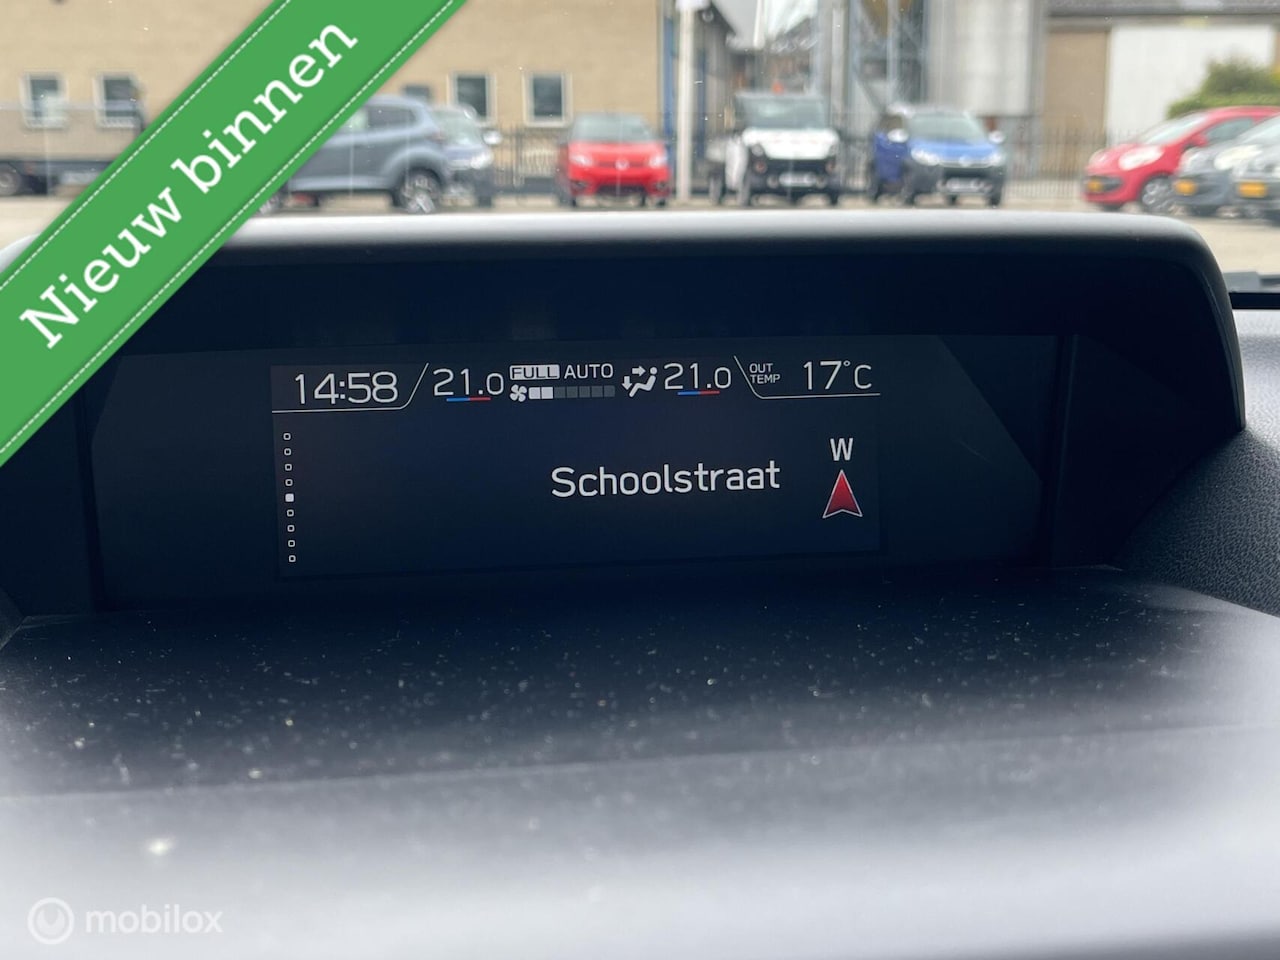 Nieuw binnen
14:58 21.0 FULL AUTO 21.0 OUT TEMP 17°C
W
Schoolstraat
mobilox